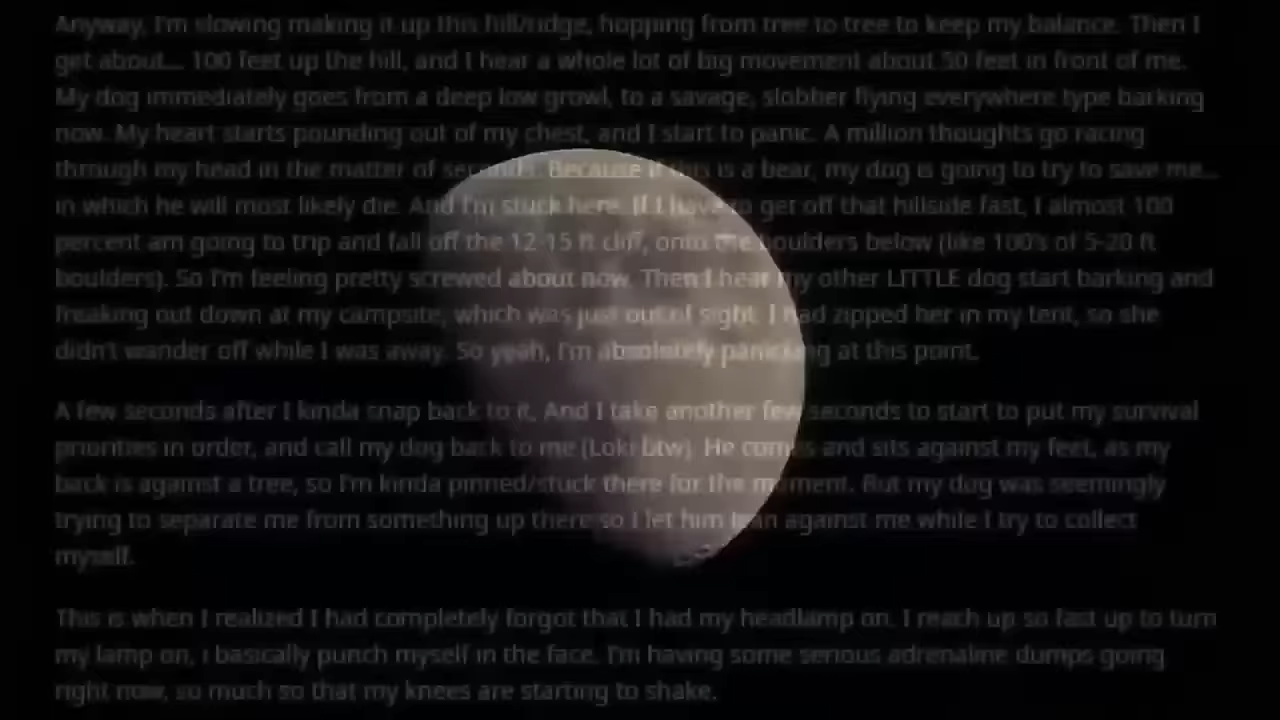 Anyway, I'm slowing making it up this hill/ridge, hopping from tree to tree to keep my balance. Then I
get about... 100 feet up the hill, and I hear a whole lot of big movement about 50 feet in front of me.
My dog immediately goes from a deep low growl, to a savage, slobber flying everywhere type barking
now. My heart starts pounding out of my chest, and I start to panic. A million thoughts go racing
through my head in the matter of seconds. Because if this is a bear, my dog is going to try to save me...
in which he will most likely die. And I'm stuck here. If I have to get off that hillside fast, I almost 100
percent am going to trip and fall off the 12-15 ft cliff, onto the boulders below (like 100's of 5-20 ft
boulders). So I'm feeling pretty screwed about now. Then I hear my other LITTLE dog start barking and
freaking out down at my campsite, which was just out of sight. I had zipped her in my tent, so she
didn't wander off while I was away. So yeah, I'm absolutely panicking at this point.
A few seconds after I kinda snap back to it, And I take another few seconds to start to put my survival
priorities in order, and call my dog back to me (Loki btw). He comes and sits against my feet, as my
back is against a tree, so I'm kinda pinned/stuck there for the moment. But my dog was seemingly
trying to separate me from something up there so I let him lean against me while I try to collect
myself.
This is when I realized I had completely forgot that I had my headlamp on. I reach up so fast up to turn
my lamp on, i basically punch myself in the face. I'm having some serious adrenaline dumps going
right now, so much so that my knees are starting to shake.